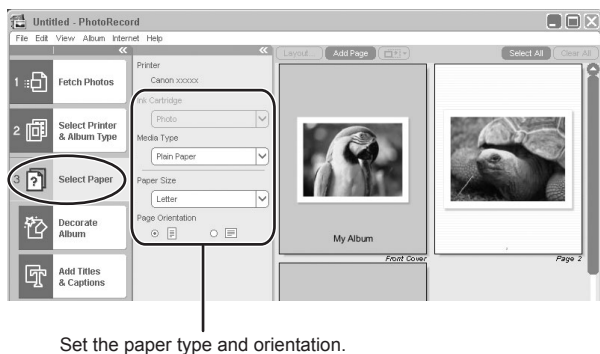 Untitled - PhotoRecord
File Edit View Album Internet Help
Layout... Add Page Select All Clear All
1 Fetch Photos
2 Select Printer
& Album Type
3 Select Paper
Decorate
Album
Add Titles
& Captions
Printer
Canon xxxxx
Ink Cartridge
Photo
Media Type
Plain Paper
Paper Size
Letter
Page Orientation
My Album
Front Cover
Page 2
Set the paper type and orientation.